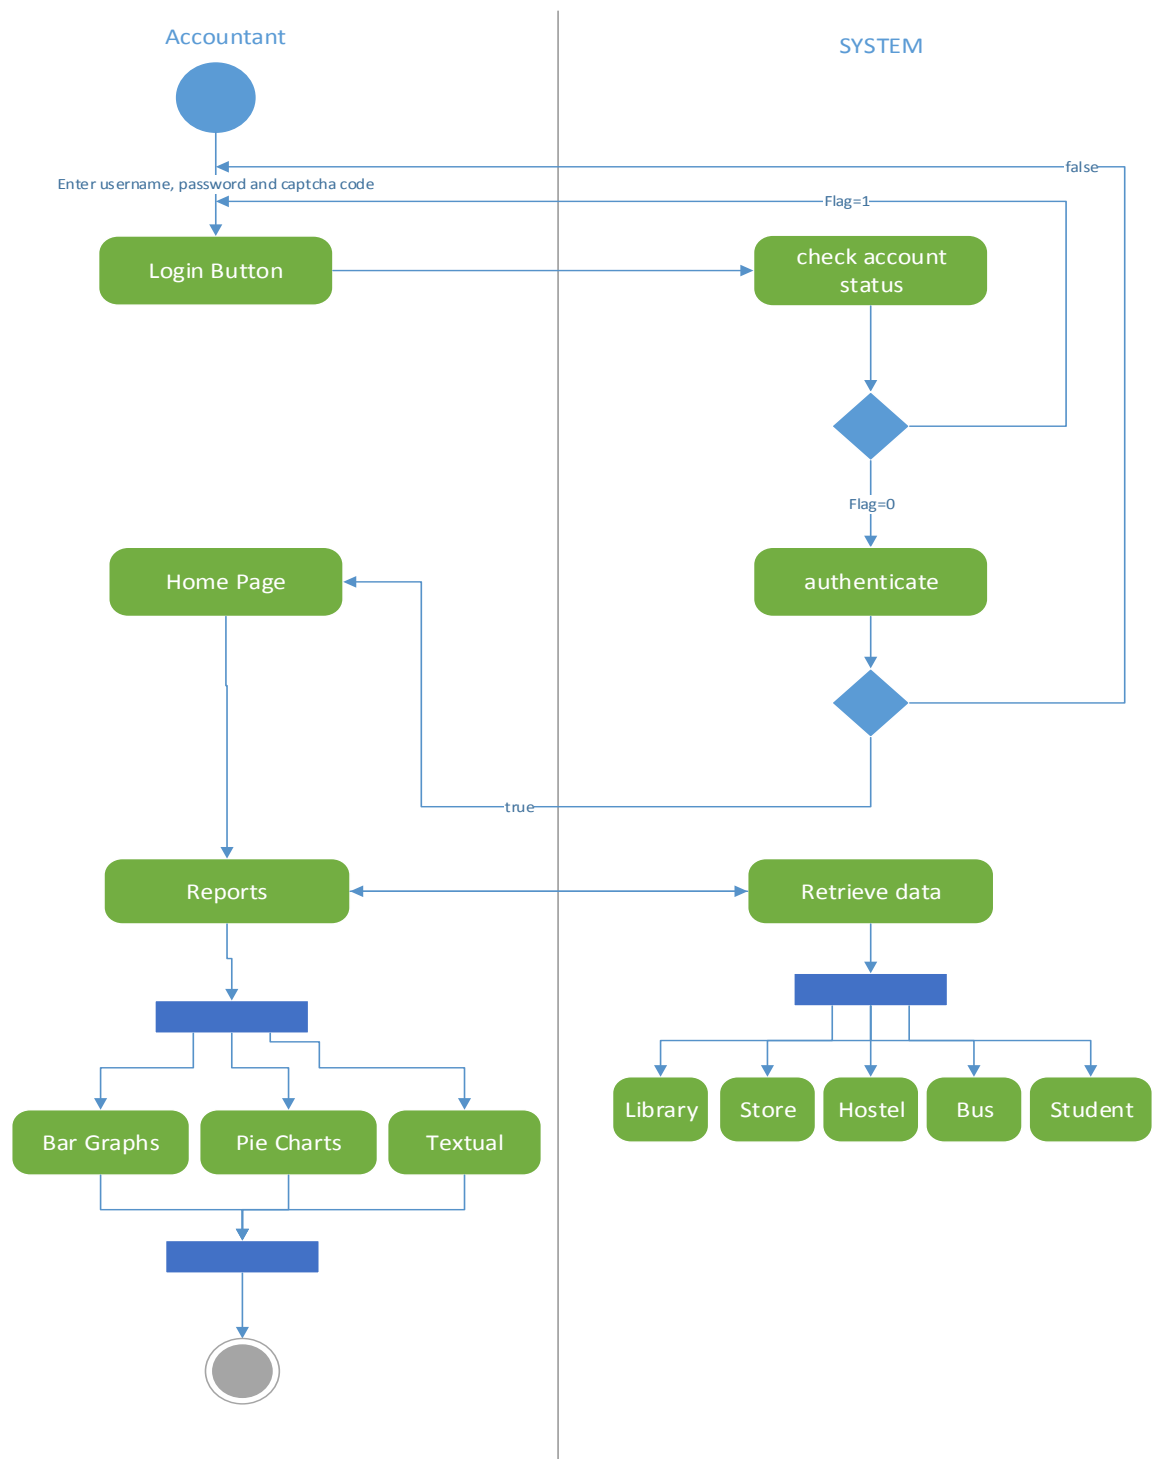 Accountant
SYSTEM
false
Enter username, password and captcha code
Flag=1
Login Button
check account
status
Flag=0
Home Page
authenticate
true
Reports
Retrieve data
Library
Store
Hostel
Bus
Student
Bar Graphs
Pie Charts
Textual